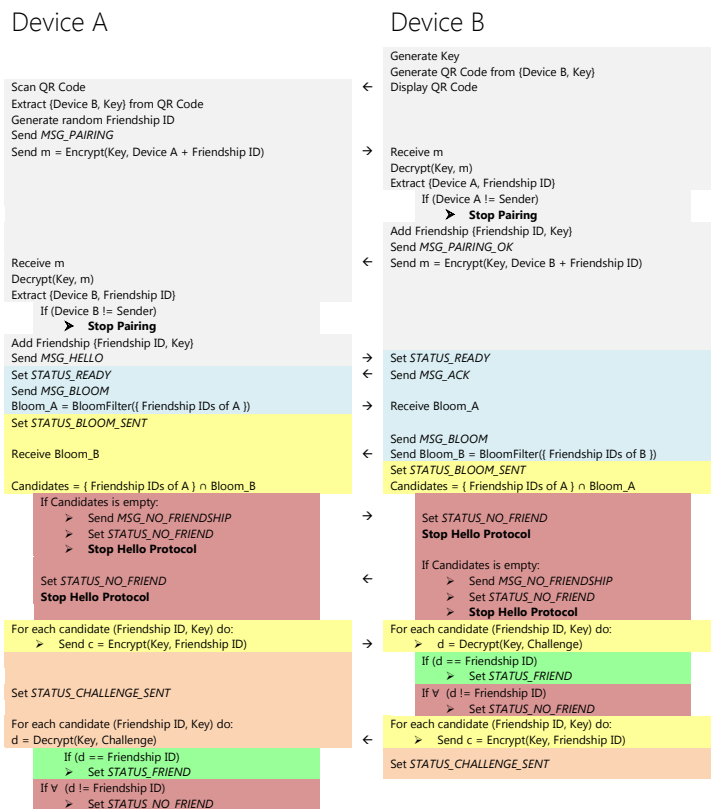 Device A
Device B
Generate Key
Generate QR Code from {Device B, Key}
Scan QR Code
←
Display QR Code
Extract {Device B, Key} from QR Code
Generate random Friendship ID
Send MSG_PAIRING
Send m = Encrypt(Key, Device A + Friendship ID)
→
Receive m
Decrypt(Key, m)
Extract {Device A, Friendship ID}
If (Device A != Sender)
➤ Stop Pairing
Add Friendship {Friendship ID, Key}
Send MSG_PAIRING_OK
Receive m
←
Send m = Encrypt(Key, Device B + Friendship ID)
Decrypt(Key, m)
Extract {Device B, Friendship ID}
If (Device B != Sender)
➤ Stop Pairing
Add Friendship {Friendship ID, Key}
Send MSG_HELLO
→
Set STATUS_READY
Set STATUS_READY
←
Send MSG_ACK
Send MSG_BLOOM
Bloom_A = BloomFilter({ Friendship IDs of A })
→
Receive Bloom_A
Set STATUS_BLOOM_SENT
Send MSG_BLOOM
Receive Bloom_B
←
Send Bloom_B = BloomFilter({ Friendship IDs of B })
Set STATUS_BLOOM_SENT
Candidates = { Friendship IDs of A } ∩ Bloom_B
Candidates = { Friendship IDs of A } ∩ Bloom_A
If Candidates is empty:
➤ Send MSG_NO_FRIENDSHIP
→
Set STATUS_NO_FRIEND
➤ Set STATUS_NO_FRIEND
Stop Hello Protocol
➤ Stop Hello Protocol
If Candidates is empty:
Set STATUS_NO_FRIEND
←
➤ Send MSG_NO_FRIENDSHIP
Stop Hello Protocol
➤ Set STATUS_NO_FRIEND
➤ Stop Hello Protocol
For each candidate (Friendship ID, Key) do:
For each candidate (Friendship ID, Key) do:
➤ Send c = Encrypt(Key, Friendship ID)
→
➤ d = Decrypt(Key, Challenge)
If (d == Friendship ID)
➤ Set STATUS_FRIEND
Set STATUS_CHALLENGE_SENT
If ∀ (d != Friendship ID)
➤ Set STATUS_NO_FRIEND
For each candidate (Friendship ID, Key) do:
For each candidate (Friendship ID, Key) do:
d = Decrypt(Key, Challenge)
←
➤ Send c = Encrypt(Key, Friendship ID)
If (d == Friendship ID)
➤ Set STATUS_FRIEND
Set STATUS_CHALLENGE_SENT
If ∀ (d != Friendship ID)
➤ Set STATUS_NO_FRIEND